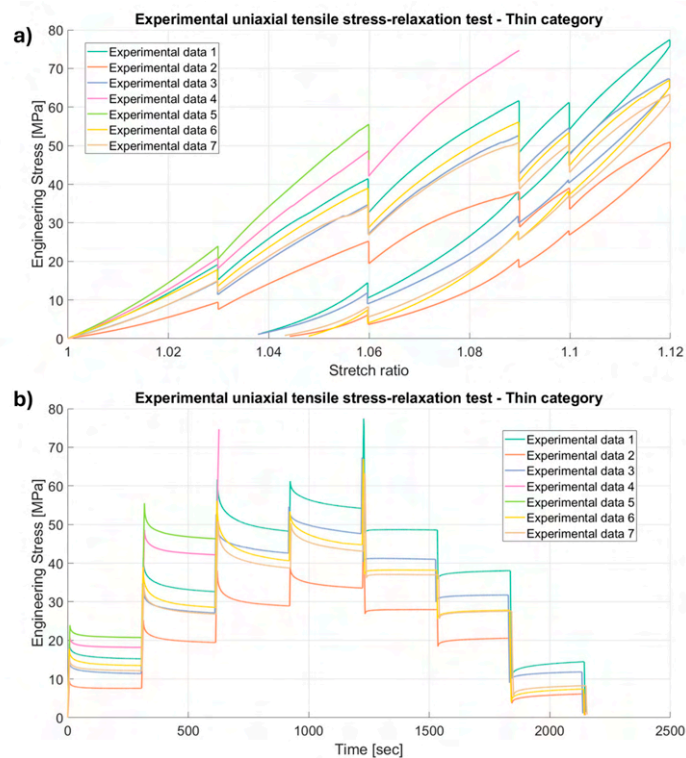 a)
Experimental uniaxial tensile stress-relaxation test - Thin category
80
70
60
50
40
30
20
10
0
Engineering Stress [MPa]
Experimental data 1
Experimental data 2
Experimental data 3
Experimental data 4
Experimental data 5
Experimental data 6
Experimental data 7
1 1.02 1.04 1.06 1.08 1.1 1.12
Stretch ratio
b)
Experimental uniaxial tensile stress-relaxation test - Thin category
80
70
60
50
40
30
20
10
0
Engineering Stress [MPa]
Experimental data 1
Experimental data 2
Experimental data 3
Experimental data 4
Experimental data 5
Experimental data 6
Experimental data 7
0 500 1000 1500 2000 2500
Time [sec]